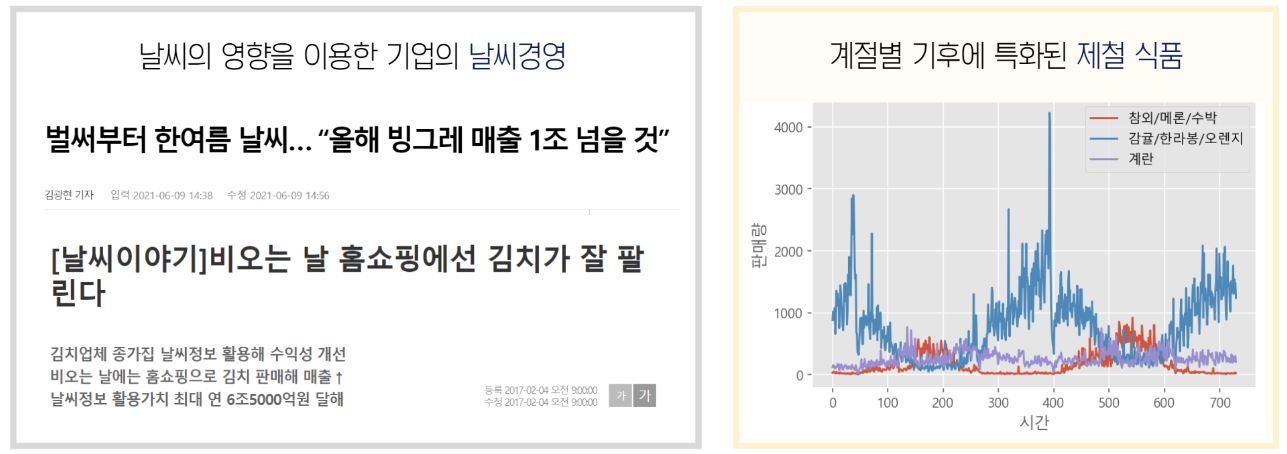 날씨의 영향을 이용한 기업의 날씨경영
벌써부터 한여름 날씨... “올해 빙그레 매출 1조 넘을 것”
김광현 기자 입력 2021-06-09 14:38 수정 2021-06-09 14:56
[날씨이야기]비오는 날 홈쇼핑에선 김치가 잘 팔
린다
김치업체 종가집 날씨정보 활용해 수익성 개선
비오는 날에는 홈쇼핑으로 김치 판매해 매출↑
날씨정보 활용가치 최대 연 6조5000억원 달해
등록 2017-02-04 오전 9:00:00
수정 2017-02-04 오전 9:00:00
가 가
계절별 기후에 특화된 제철 식품
참외/메론/수박
감귤/한라봉/오렌지
계란
판매량
4000
3000
2000
1000
0
0 100 200 300 400 500 600 700
시간